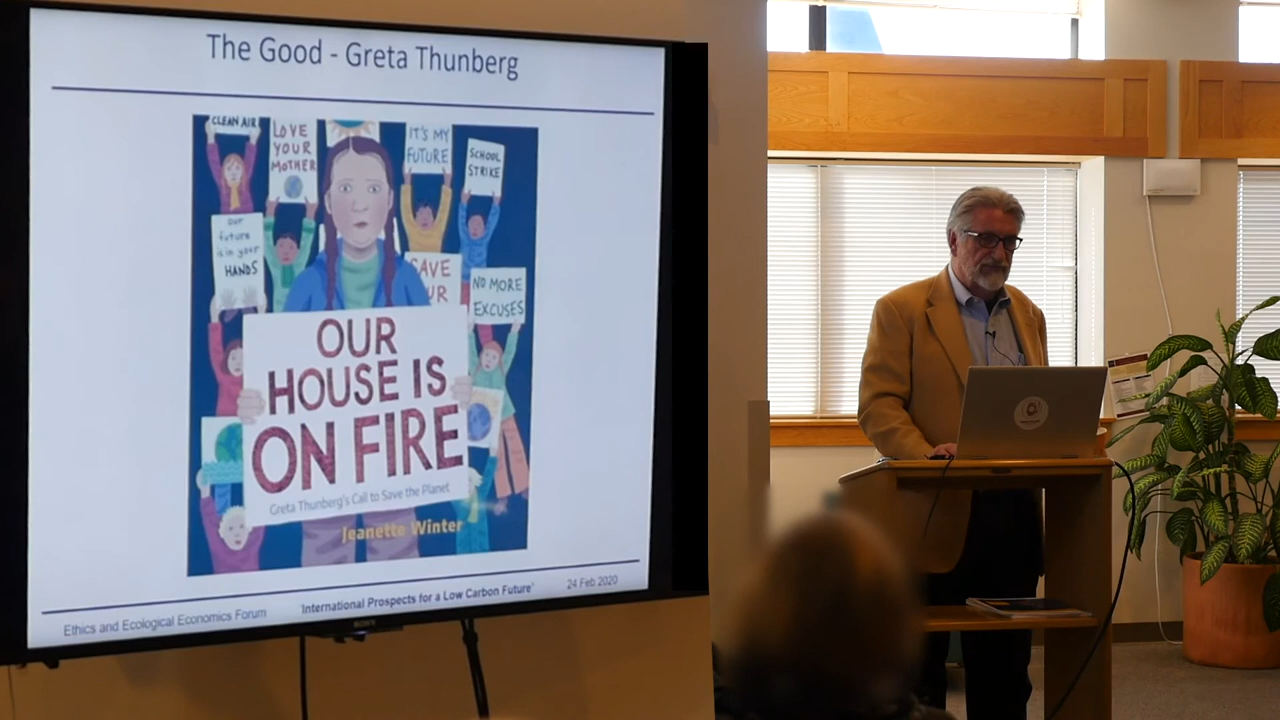 The Good - Greta Thunberg
CLEAN AIR
LOVE
YOUR
MOTHER
IT'S MY
FUTURE
SCHOOL
STRIKE
our
future
is in your
HANDS
SAVE
UR
NO MORE
EXCUSES
OUR
HOUSE IS
ON FIRE
Greta Thunberg's Call to Save the Planet
Jeanette Winter
Ethics and Ecological Economics Forum
'International Prospects for a Low Carbon Future'
24 Feb 2020
SONY